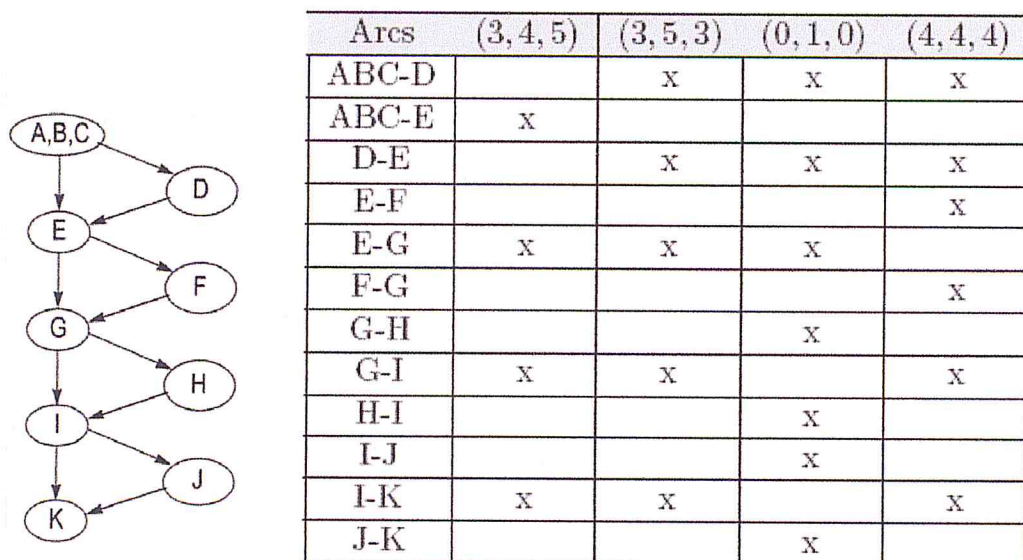 A,B,C
D
E
F
G
H
I
J
K
Arcs (3, 4, 5) (3, 5, 3) (0, 1, 0) (4, 4, 4)
ABC-D x x x
ABC-E x
D-E x x x
E-F x
E-G x x x
F-G x
G-H x
G-I x x x
H-I x
I-J x
I-K x x x
J-K x